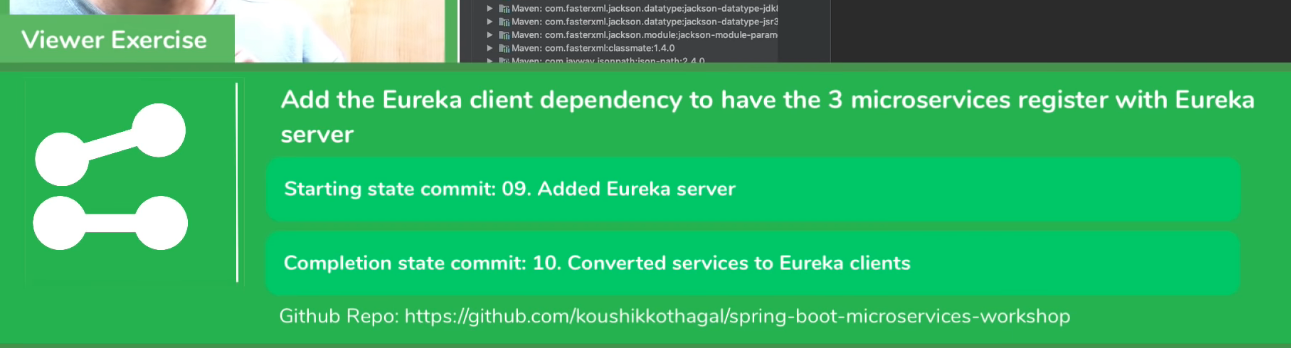 Maven: com.fasterxml.jackson.datatype:jackson-datatype-jdk8
Maven: com.fasterxml.jackson.datatype:jackson-datatype-jsr3
Maven: com.fasterxml.jackson.module:jackson-module-param
Maven: com.fasterxml:classmate:1.4.0
Maven: com.jayway.jsonpath:json-path:2.4.0
Viewer Exercise
Add the Eureka client dependency to have the 3 microservices register with Eureka
server
Starting state commit: 09. Added Eureka server
Completion state commit: 10. Converted services to Eureka clients
Github Repo: https://github.com/koushikkothagal/spring-boot-microservices-workshop